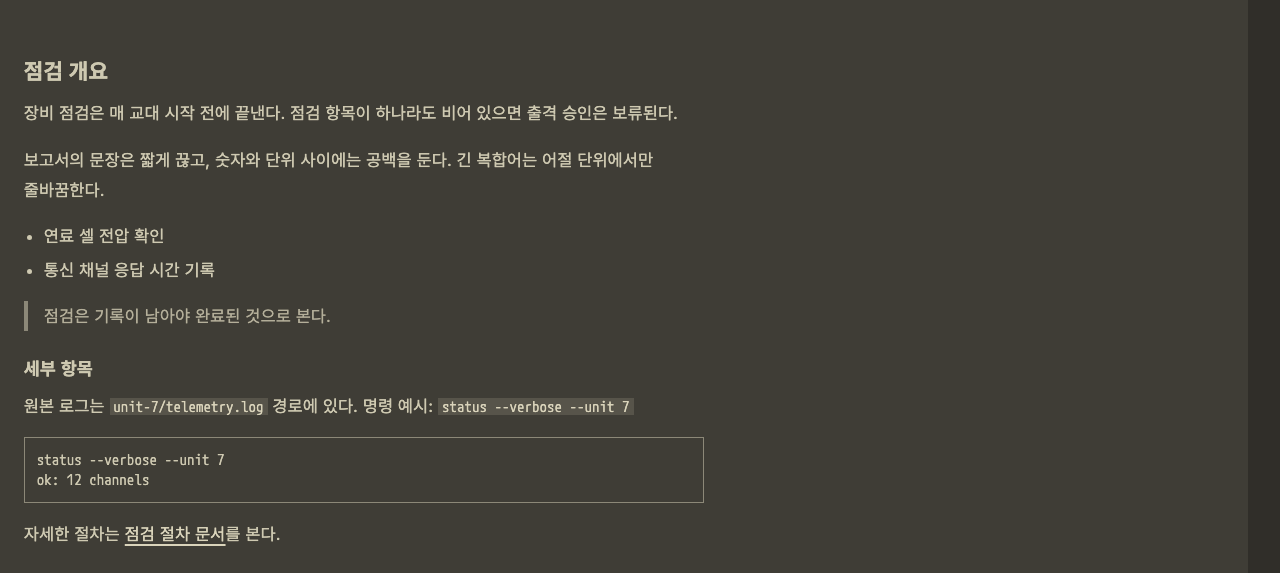 점검 개요
장비 점검은 매 교대 시작 전에 끝낸다. 점검 항목이 하나라도 비어 있으면 출격 승인은 보류된다.
보고서의 문장은 짧게 끊고, 숫자와 단위 사이에는 공백을 둔다. 긴 복합어는 어절 단위에서만
줄바꿈한다.
• 연료 셀 전압 확인
• 통신 채널 응답 시간 기록
점검은 기록이 남아야 완료된 것으로 본다.
세부 항목
원본 로그는 unit-7/telemetry.log 경로에 있다. 명령 예시: status --verbose --unit 7
status --verbose --unit 7
ok: 12 channels
자세한 절차는 점검 절차 문서를 본다.